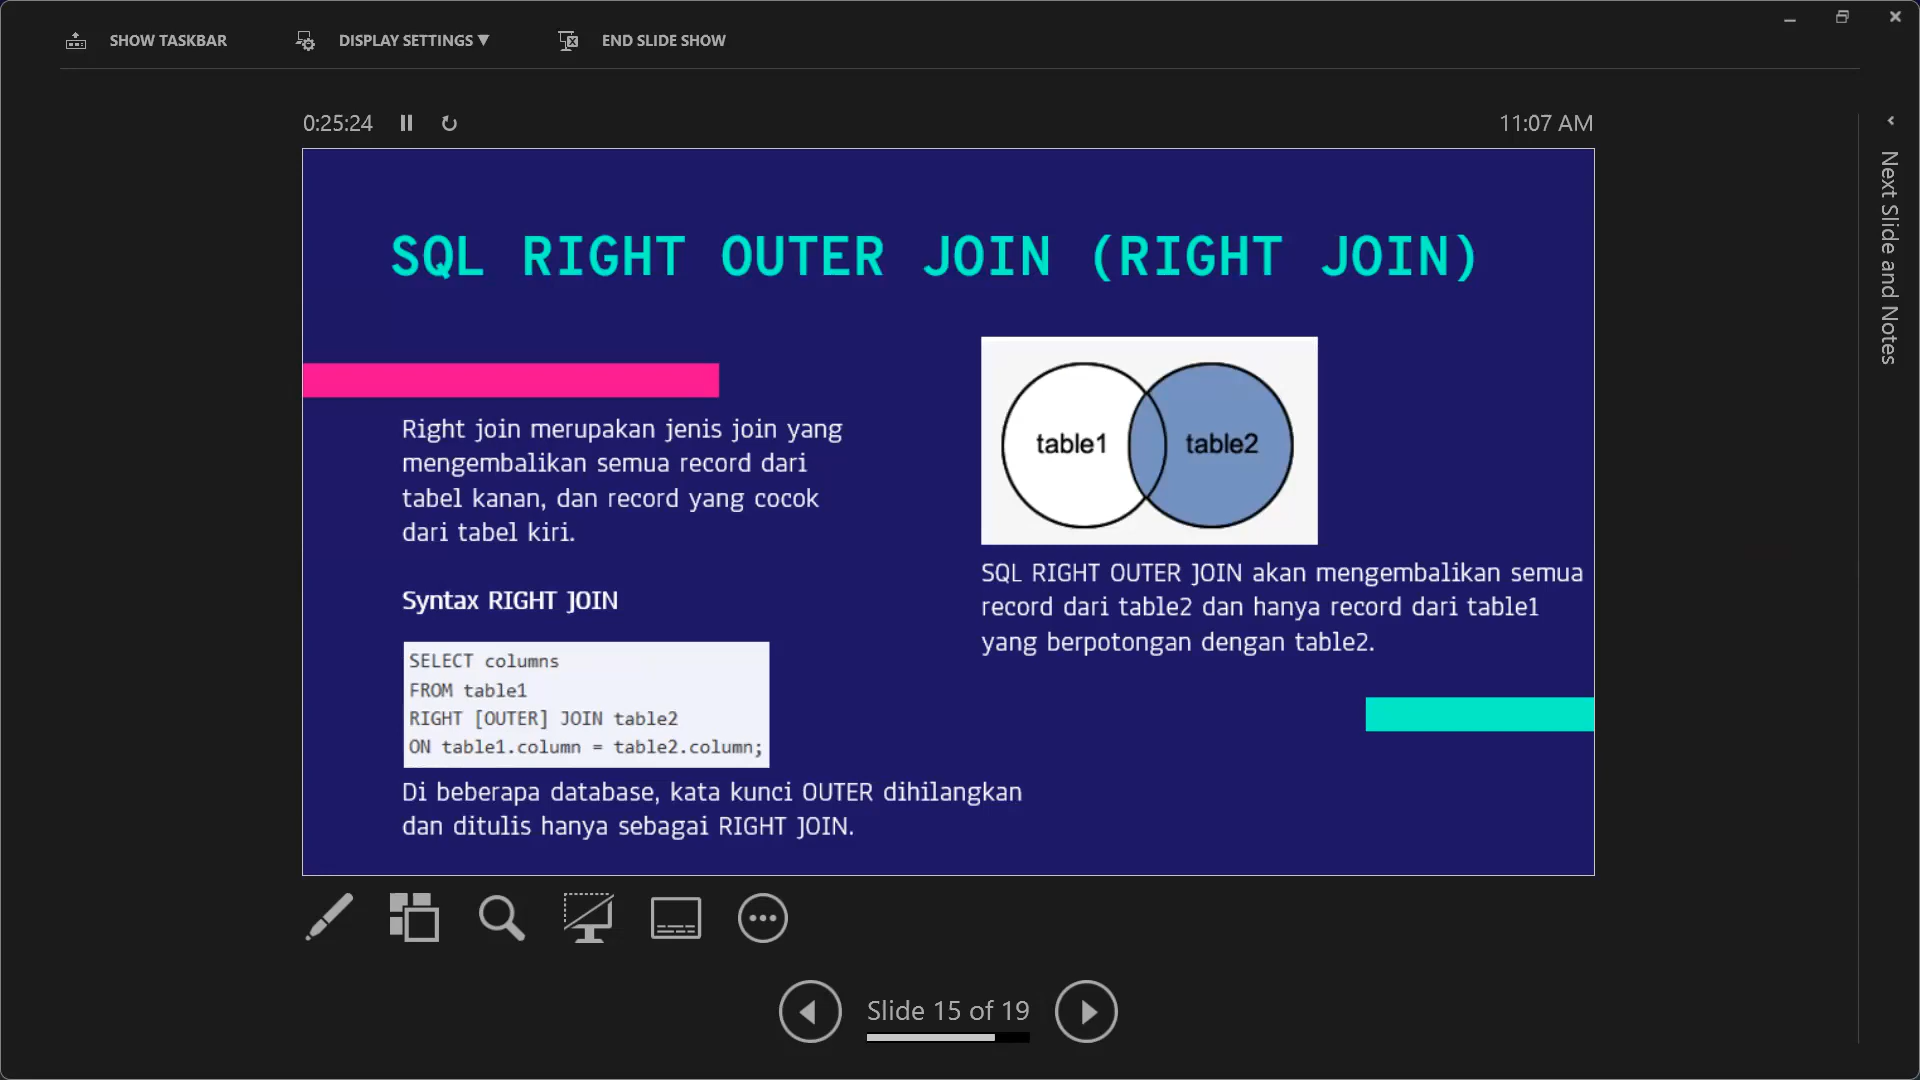 SHOW TASKBAR
DISPLAY SETTINGS ▼
END SLIDE SHOW
0:25:24
11:07 AM
Next Slide and Notes
SQL RIGHT OUTER JOIN (RIGHT JOIN)
Right join merupakan jenis join yang
mengembalikan semua record dari
tabel kanan, dan record yang cocok
dari tabel kiri.
Syntax RIGHT JOIN
SELECT columns
FROM table1
RIGHT [OUTER] JOIN table2
ON table1.column = table2.column;
Di beberapa database, kata kunci OUTER dihilangkan
dan ditulis hanya sebagai RIGHT JOIN.
table1
table2
SQL RIGHT OUTER JOIN akan mengembalikan semua
record dari table2 dan hanya record dari table1
yang berpotongan dengan table2.
Slide 15 of 19